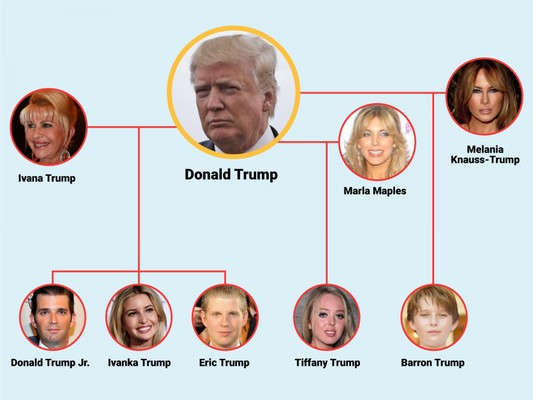 Donald Trump
Ivana Trump
Marla Maples
Melania
Knauss-Trump
Donald Trump Jr.
Ivanka Trump
Eric Trump
Tiffany Trump
Barron Trump